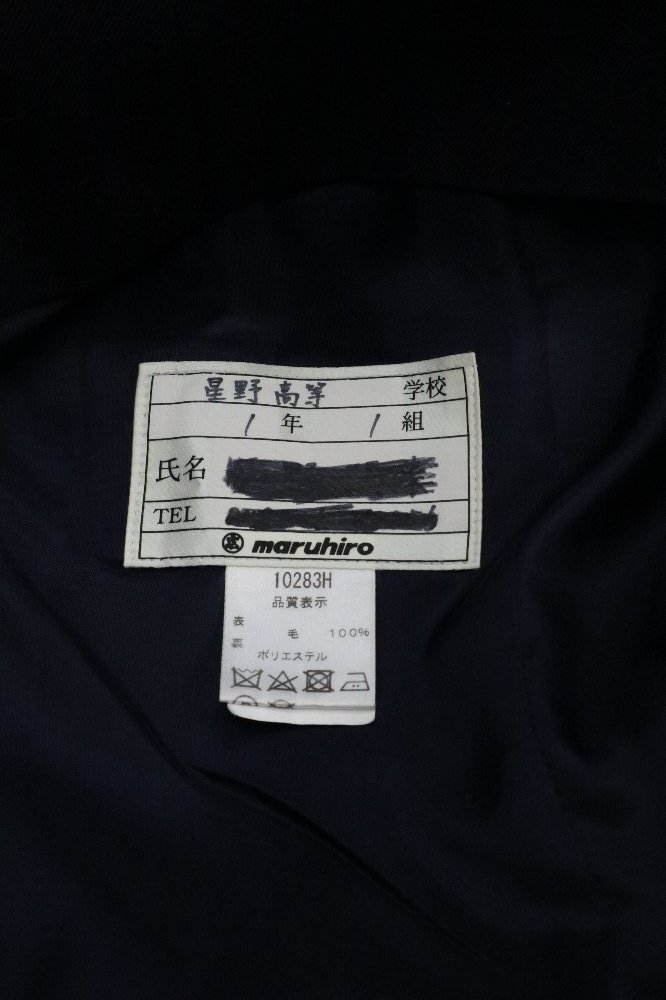 星野高等 学校
1 年 1 組
氏名
TEL
maruhiro
10283H
品質表示
表
毛 100%
裏
ポリエステル